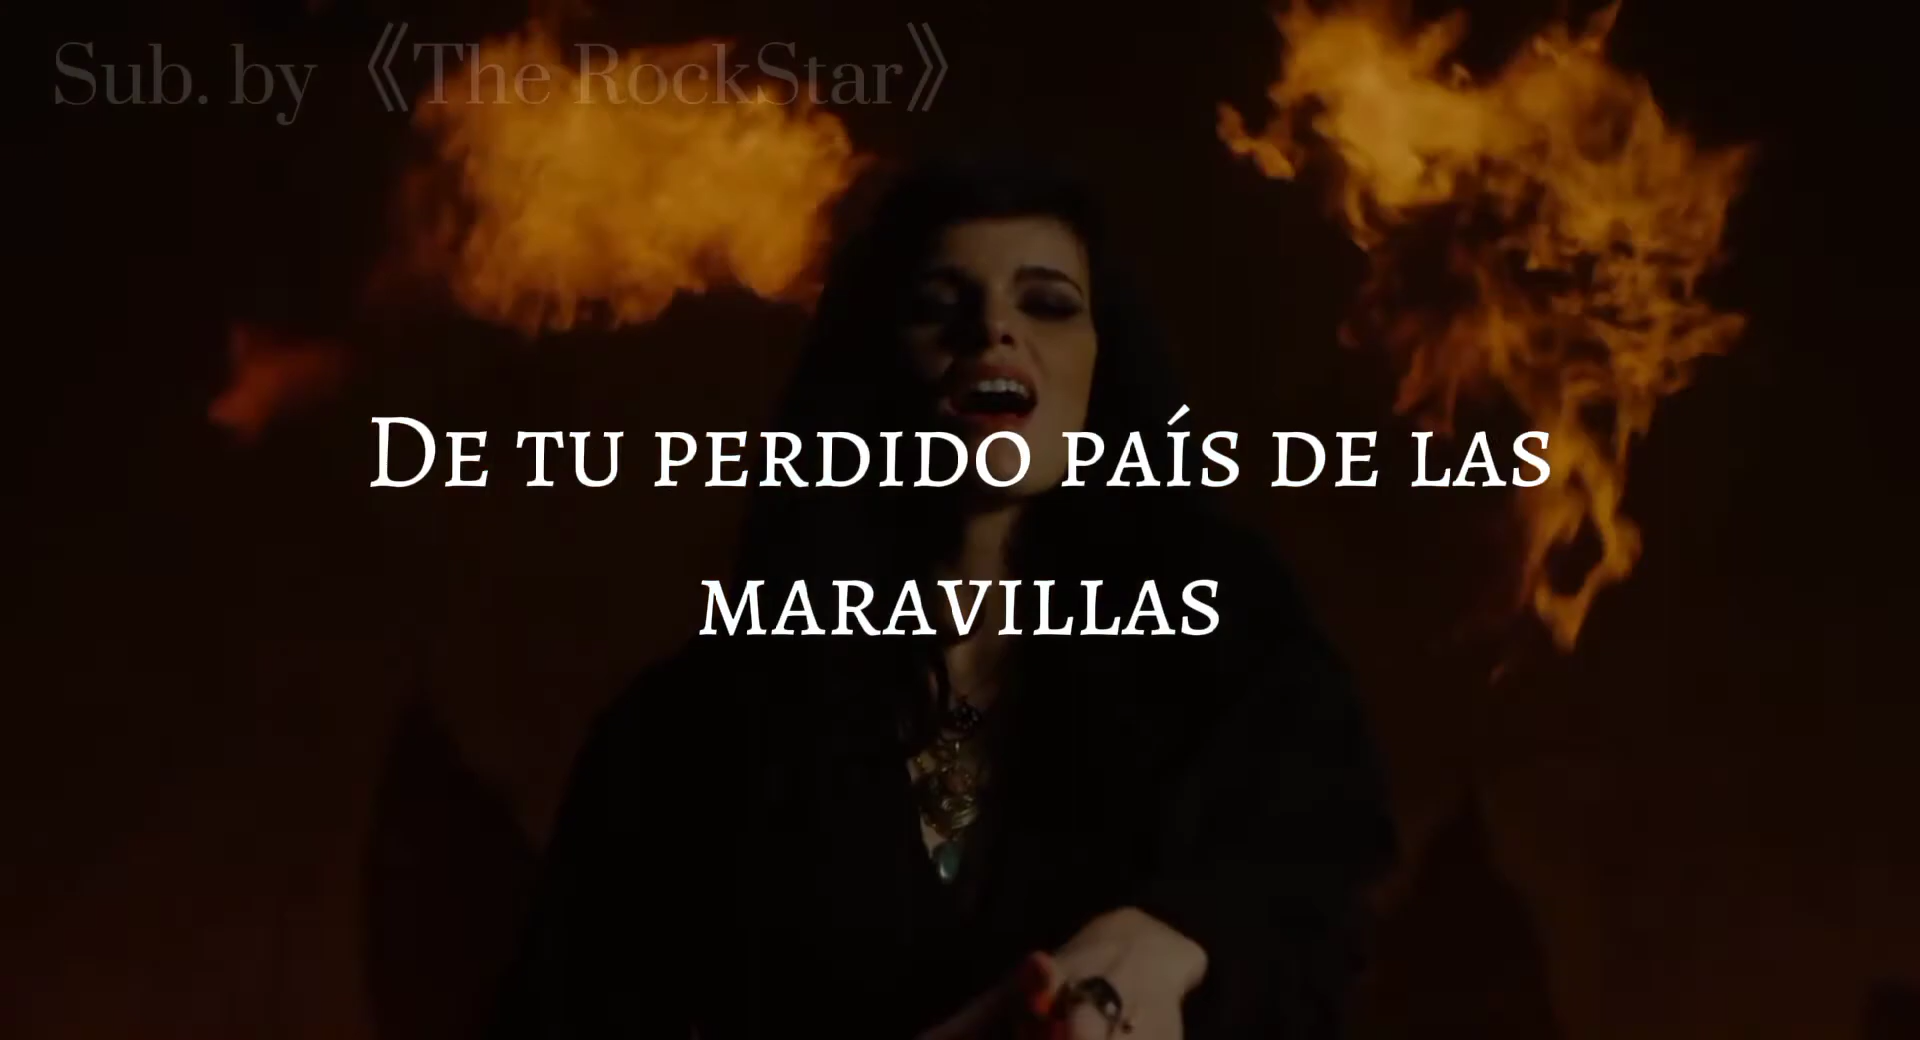 Sub. by 《The RockStar》
De tu perdido país de las
maravillas